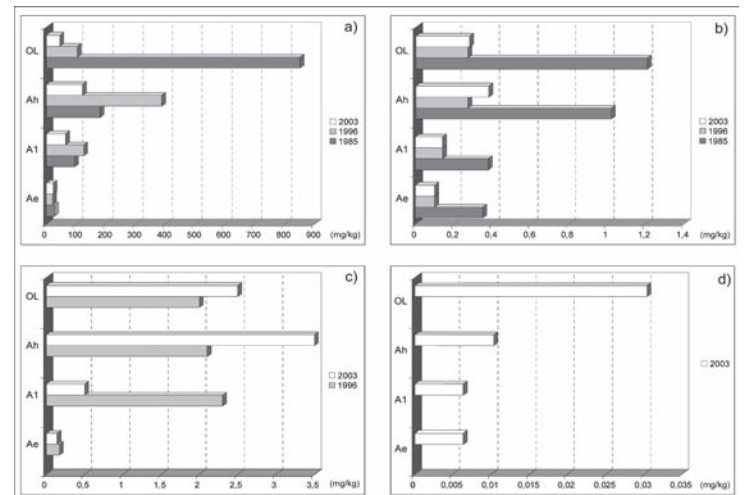 a)
OL
Ah
A1
Ae
2003
1996
1985
0 100 200 300 400 500 600 700 800 900 (mg/kg)
b)
OL
Ah
A1
Ae
2003
1996
1985
0 0,2 0,4 0,6 0,8 1 1,2 1,4 (mg/kg)
c)
OL
Ah
A1
Ae
2003
1996
0 0,5 1 1,5 2 2,5 3 3,5 (mg/kg)
d)
OL
Ah
A1
Ae
2003
0 0,005 0,01 0,015 0,02 0,025 0,03 0,035 (mg/kg)